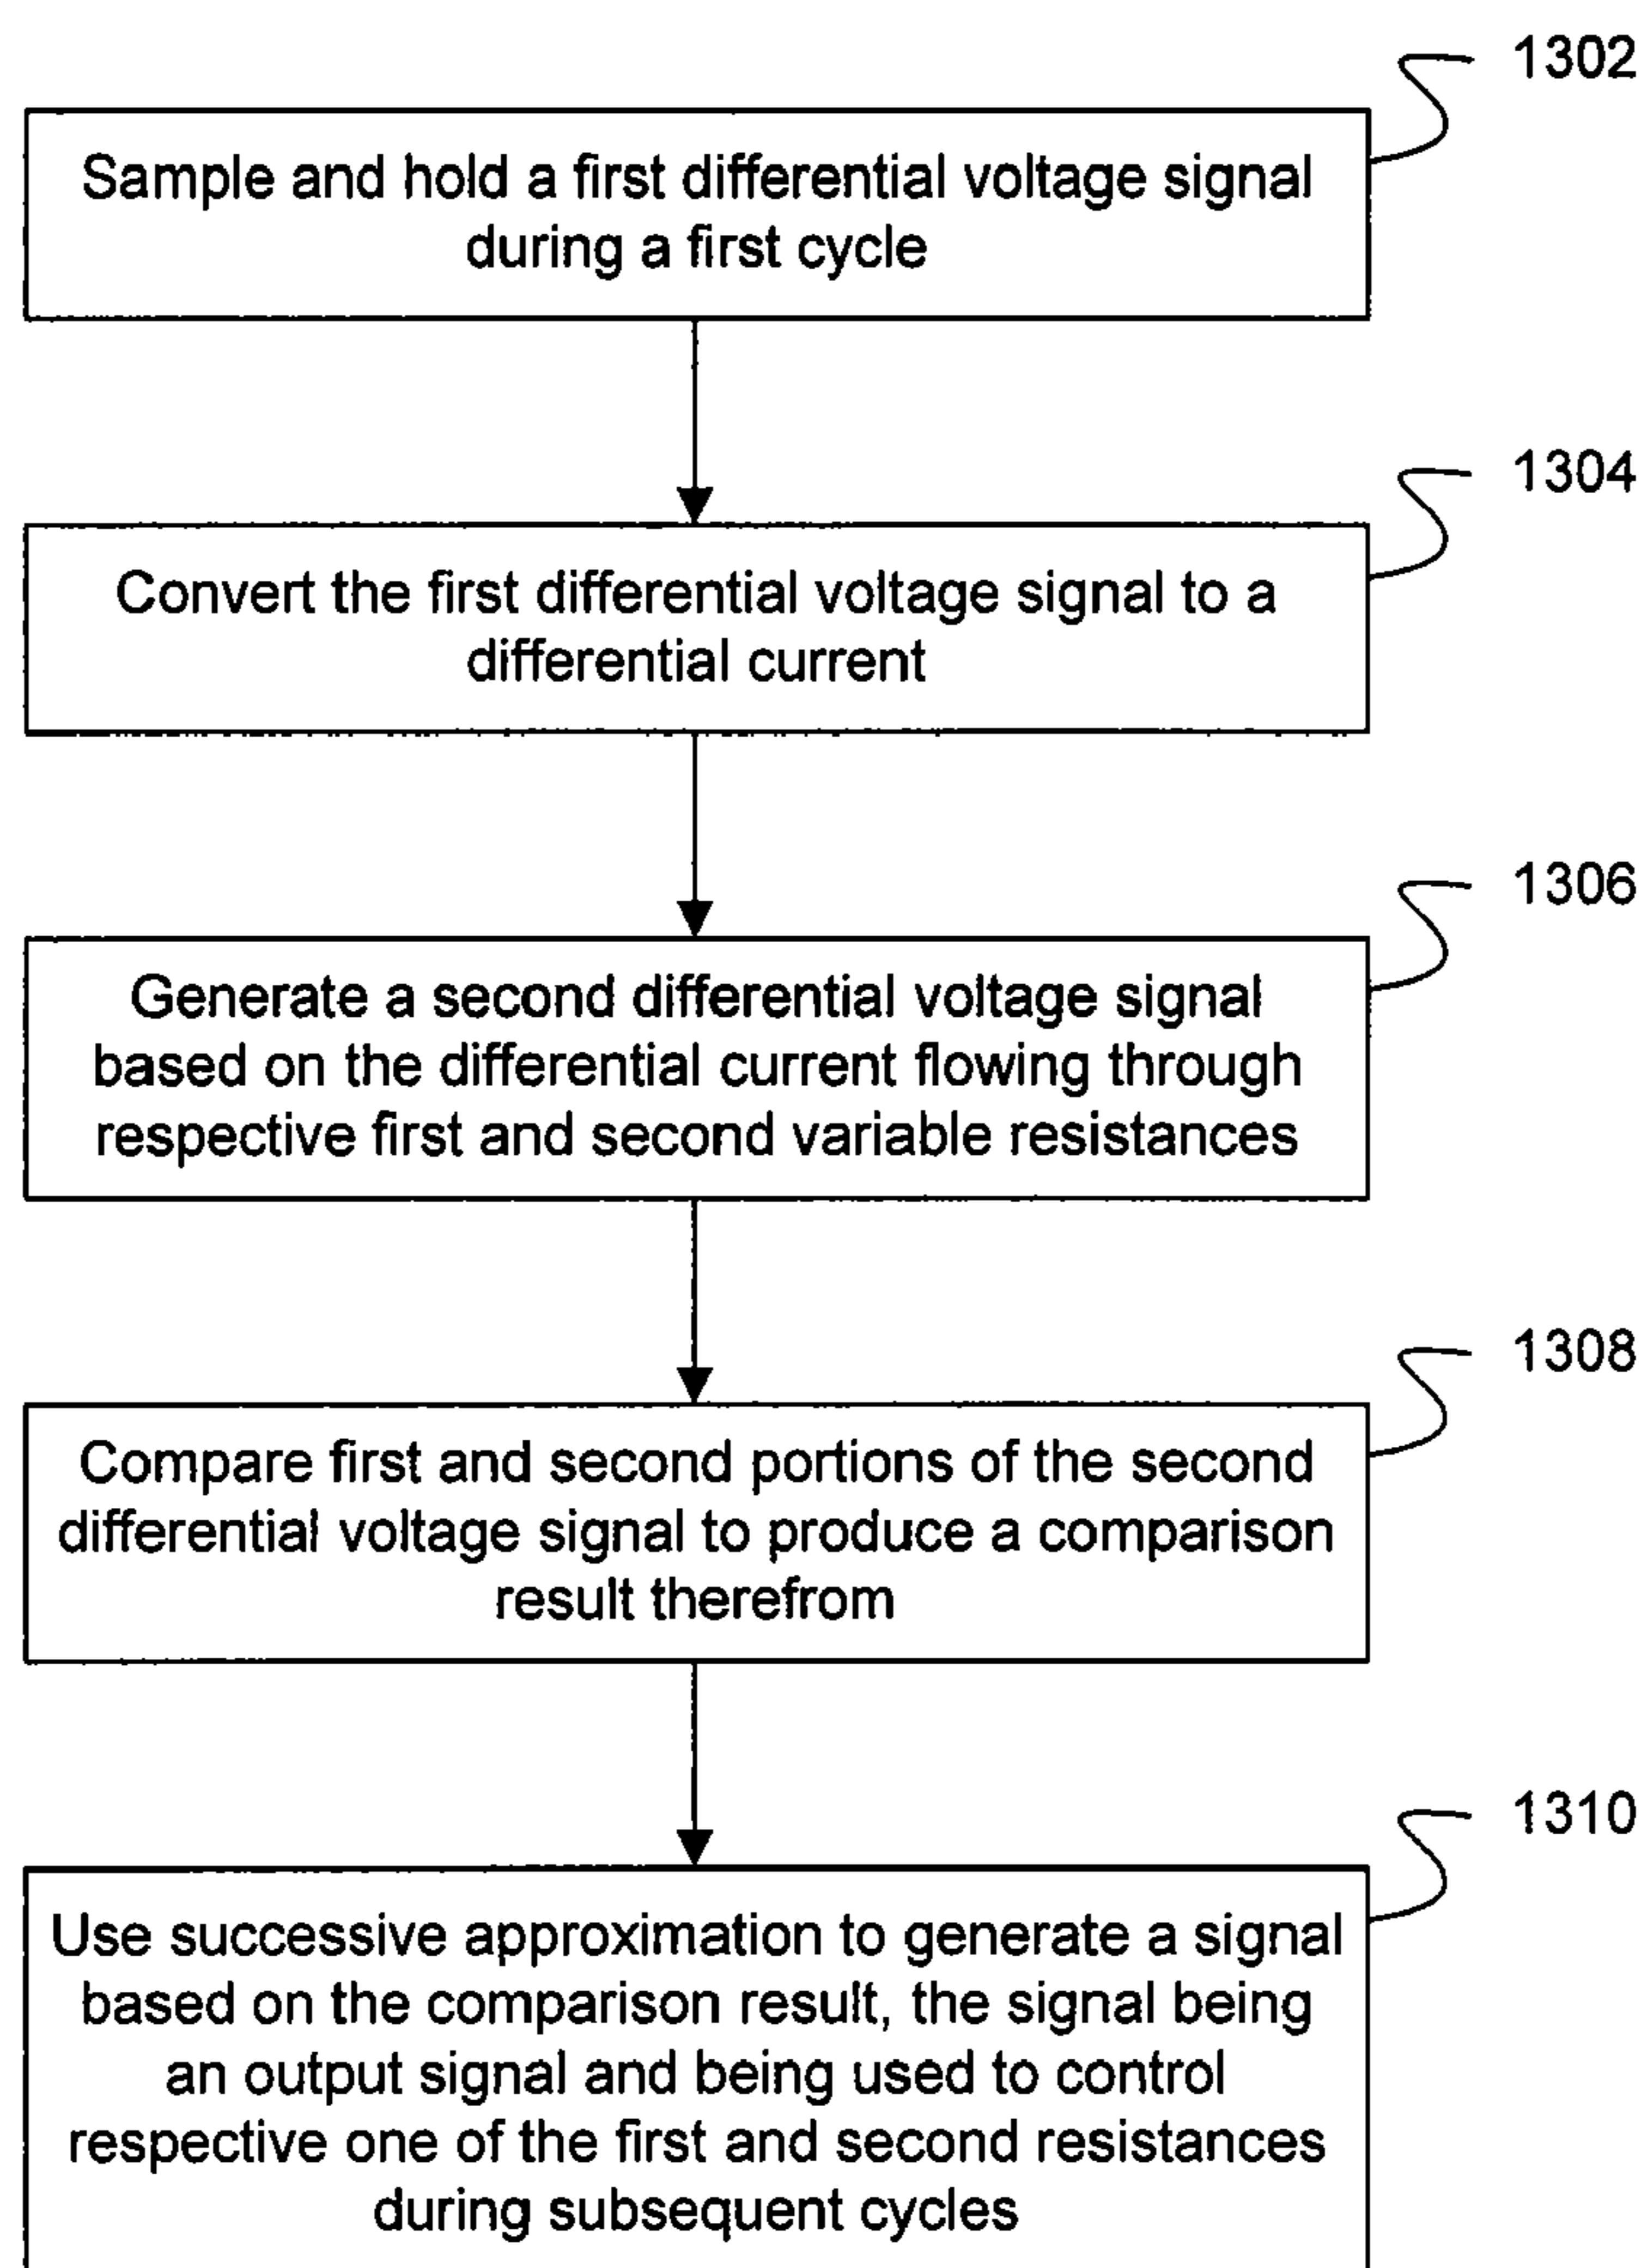 1302
Sample and hold a first differential voltage signal
during a first cycle
1304
Convert the first differential voltage signal to a
differential current
1306
Generate a second differential voltage signal
based on the differential current flowing through
respective first and second variable resistances
1308
Compare first and second portions of the second
differential voltage signal to produce a comparison
result therefrom
1310
Use successive approximation to generate a signal
based on the comparison result, the signal being
an output signal and being used to control
respective one of the first and second resistances
during subsequent cycles